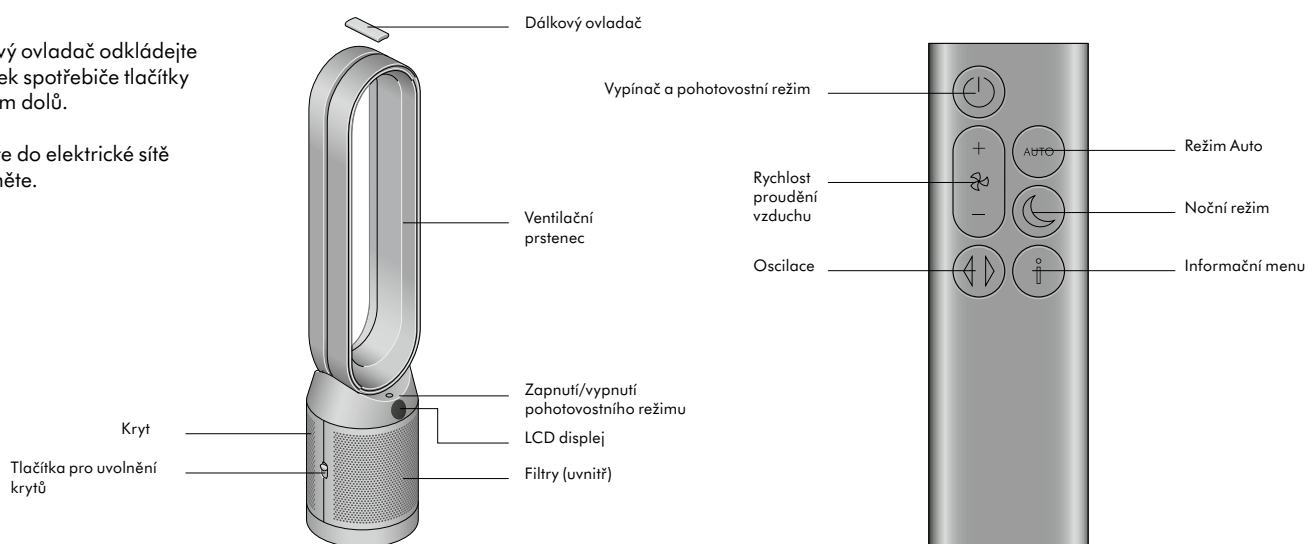 Dálkový ovladač
vý ovladač odkládejte
ek spotřebiče tlačítky
m dolů.
e do elektrické sítě
něte.
Ventilační
prstenec
Zapnutí/vypnutí
pohotovostního režimu
LCD displej
Filtry (uvnitř)
Kryt
Tlačítka pro uvolnění
krytů
Vypínač a pohotovostní režim
Rychlost
proudění
vzduchu
Oscilace
+
AUTO
−
i
Režim Auto
Noční režim
Informační menu